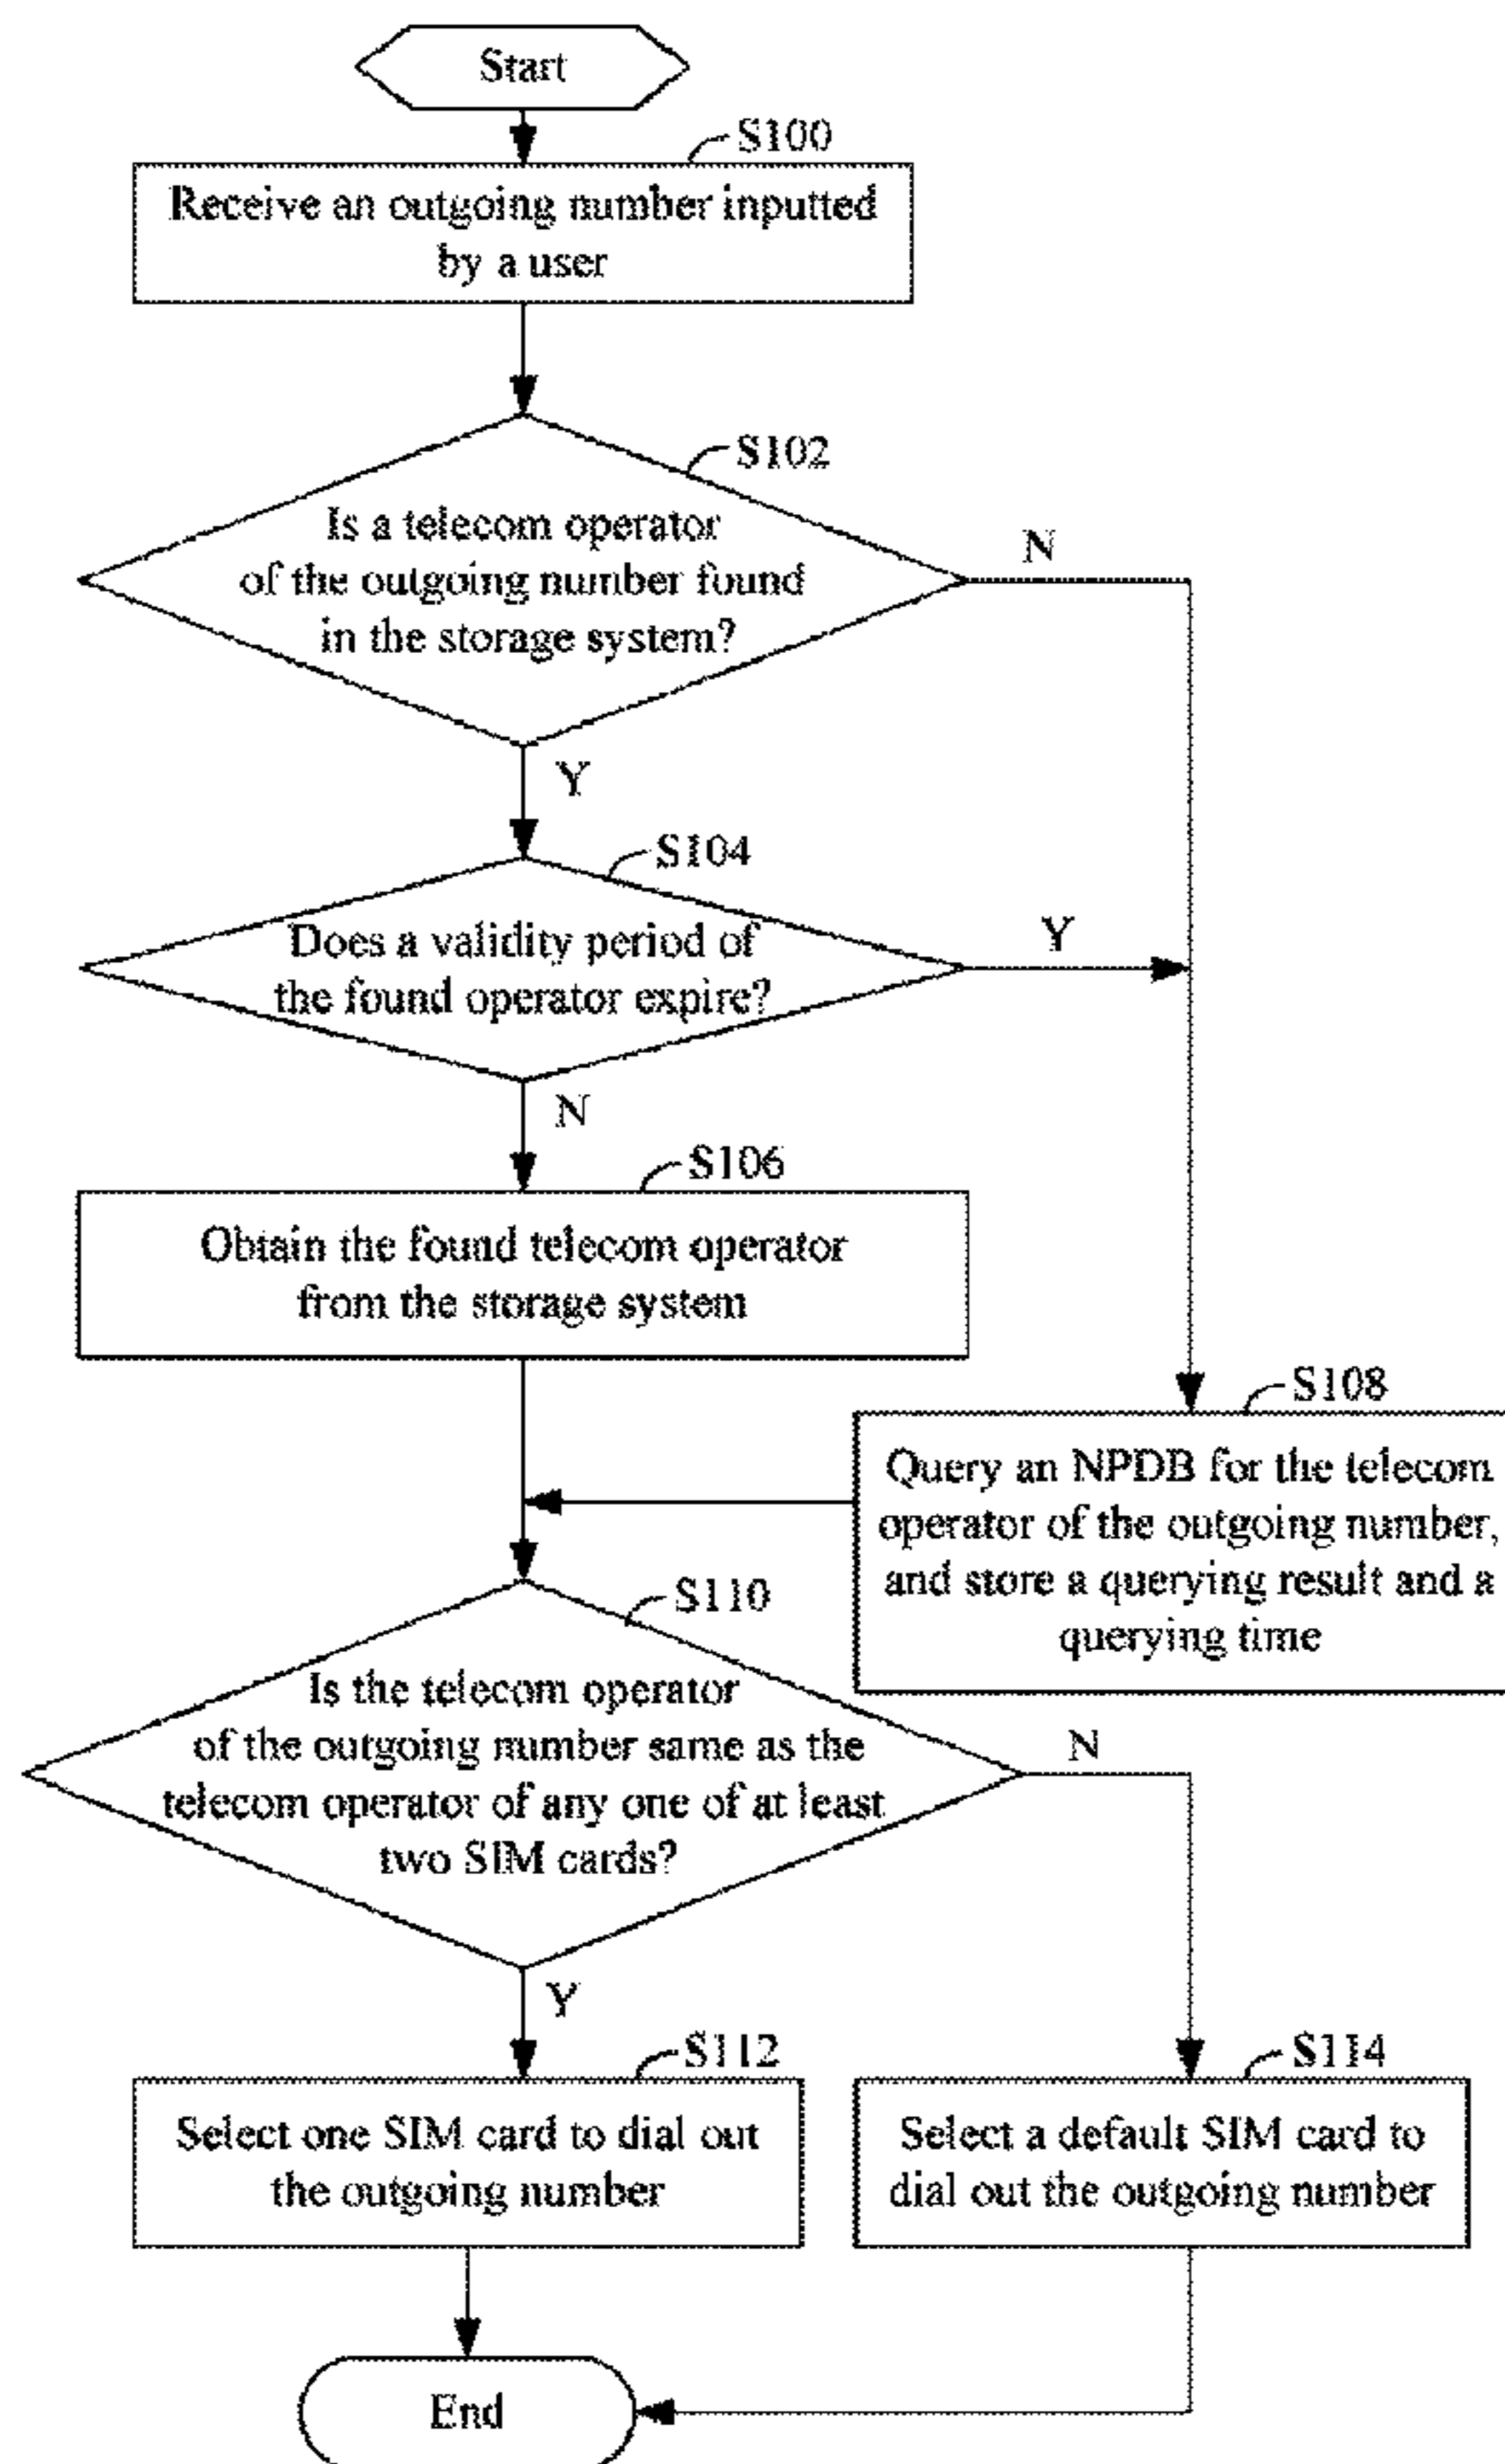 Start
S100
Receive an outgoing number inputted
by a user
S102
Is a telecom operator
of the outgoing number found
in the storage system?
N
Y
S104
Does a validity period of
the found operator expire?
Y
N
S106
Obtain the found telecom operator
from the storage system
S108
Query an NPDB for the telecom
operator of the outgoing number,
and store a querying result and a
querying time
S110
Is the telecom operator
of the outgoing number same as the
telecom operator of any one of at least
two SIM cards?
N
Y
S112
Select one SIM card to dial out
the outgoing number
S114
Select a default SIM card to
dial out the outgoing number
End